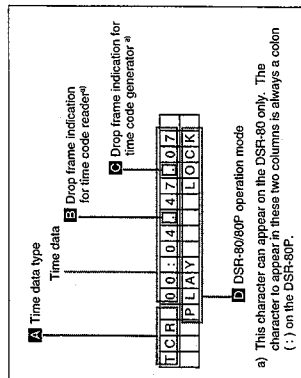 A Time data type
Time data
B Drop frame indication
for time code reader a)
C Drop frame indication for
time code generator a)
TCR 00:04.47.07
PLAY LOCK
D DSR-80/80P operation mode
a) This character can appear on the DSR-80 only. The
character to appear in these two columns is always a colon
( : ) on the DSR-80P.